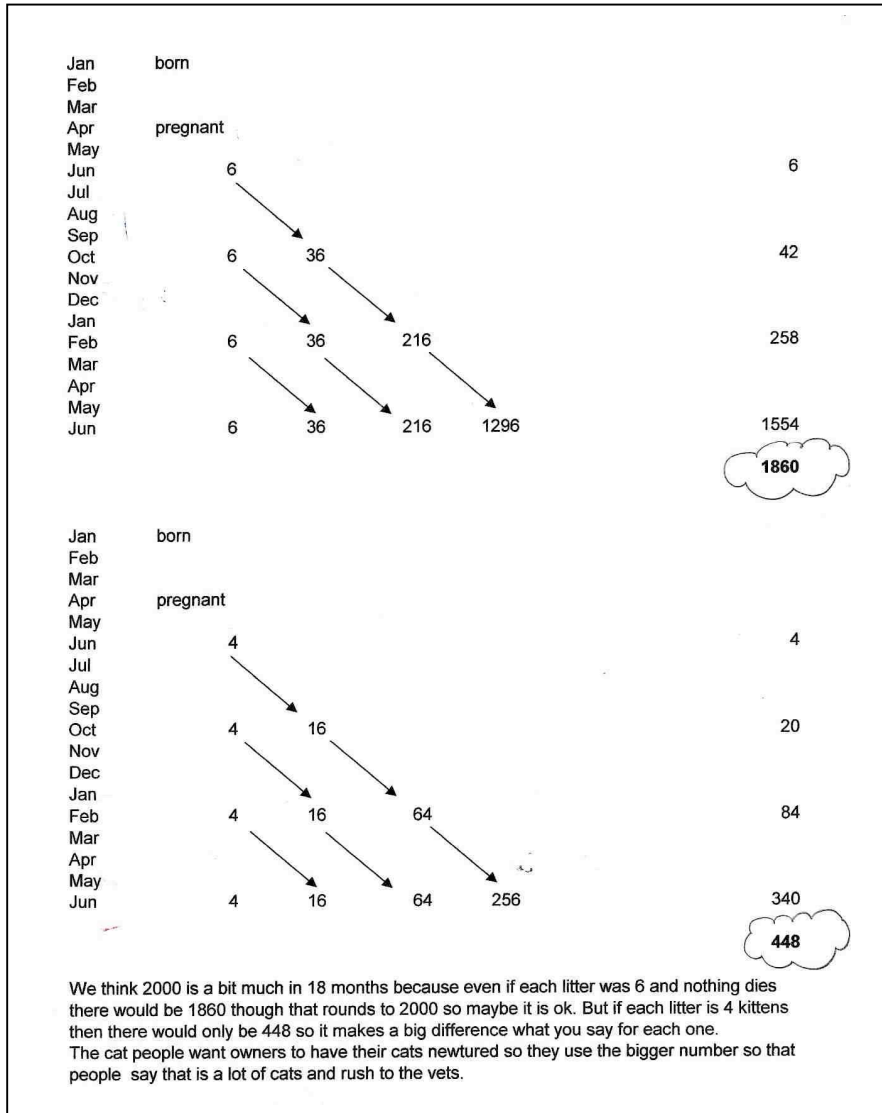 Jan born
Feb
Mar
Apr pregnant
May
Jun 6 6
Jul
Aug
Sep
Oct 6 36 42
Nov
Dec
Jan
Feb 6 36 216 258
Mar
Apr
May
Jun 6 36 216 1296 1554
1860
Jan born
Feb
Mar
Apr pregnant
May
Jun 4 4
Jul
Aug
Sep
Oct 4 16 20
Nov
Dec
Jan
Feb 4 16 64 84
Mar
Apr
May
Jun 4 16 64 256 340
448
We think 2000 is a bit much in 18 months because even if each litter was 6 and nothing dies
there would be 1860 though that rounds to 2000 so maybe it is ok. But if each litter is 4 kittens
then there would only be 448 so it makes a big difference what you say for each one.
The cat people want owners to have their cats newtured so they use the bigger number so that
people say that is a lot of cats and rush to the vets.